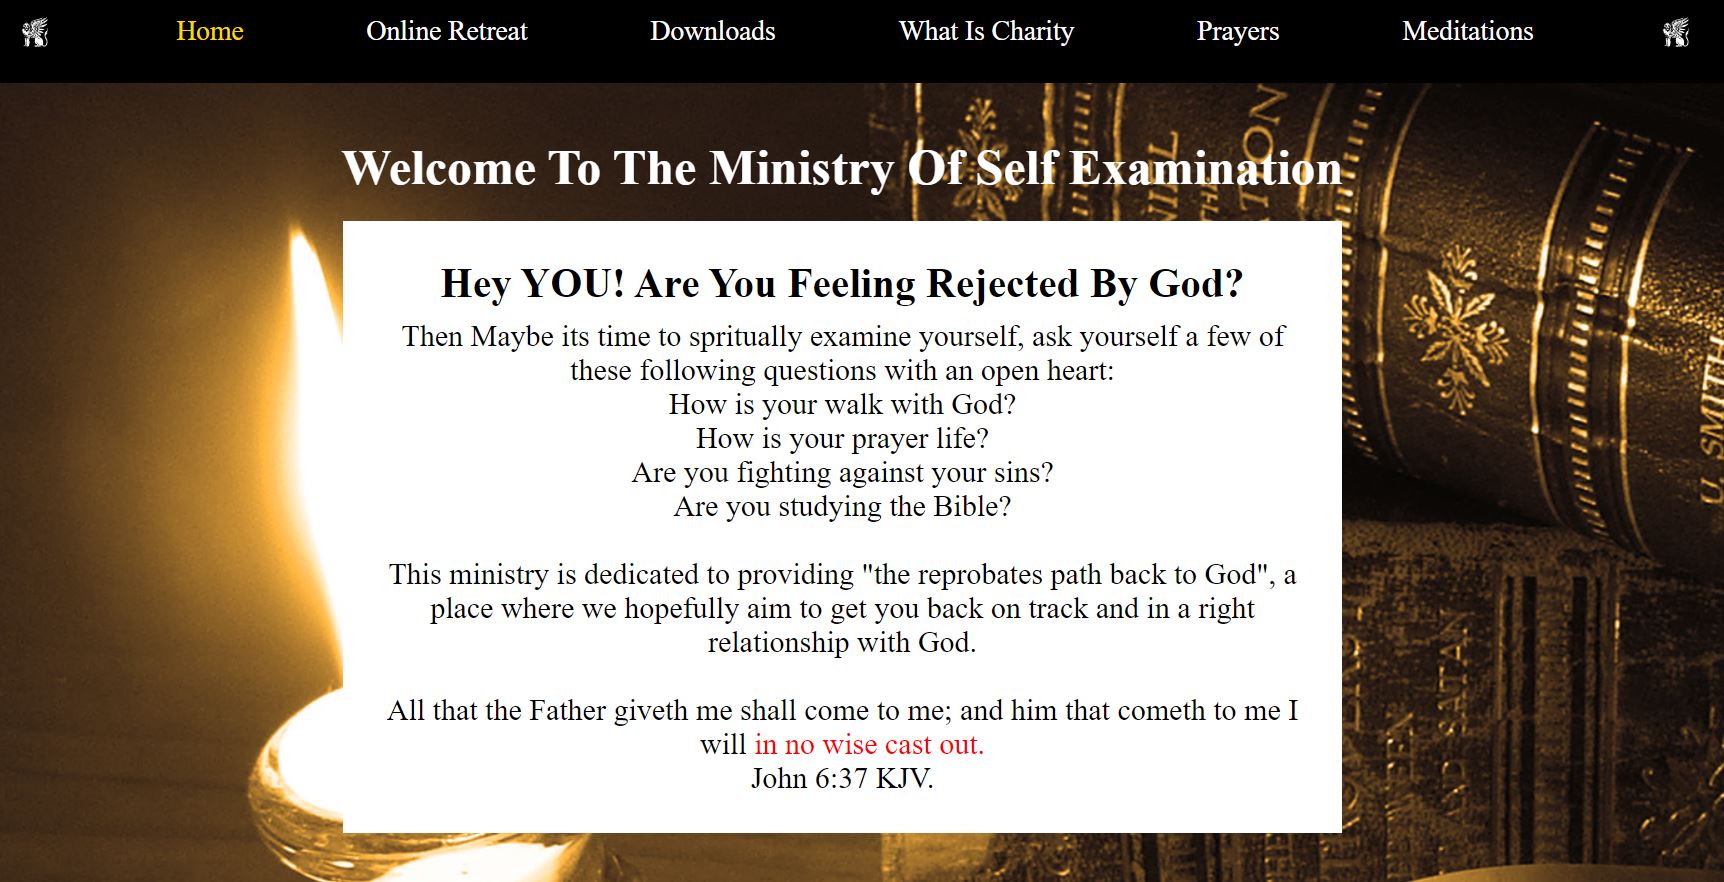 Home Online Retreat Downloads What Is Charity Prayers Meditations
Welcome To The Ministry Of Self Examination
Hey YOU! Are You Feeling Rejected By God?
Then Maybe its time to spritually examine yourself, ask yourself a few of
these following questions with an open heart:
How is your walk with God?
How is your prayer life?
Are you fighting against your sins?
Are you studying the Bible?
This ministry is dedicated to providing "the reprobates path back to God", a
place where we hopefully aim to get you back on track and in a right
relationship with God.
All that the Father giveth me shall come to me; and him that cometh to me I
will in no wise cast out.
John 6:37 KJV.
U. SMITH